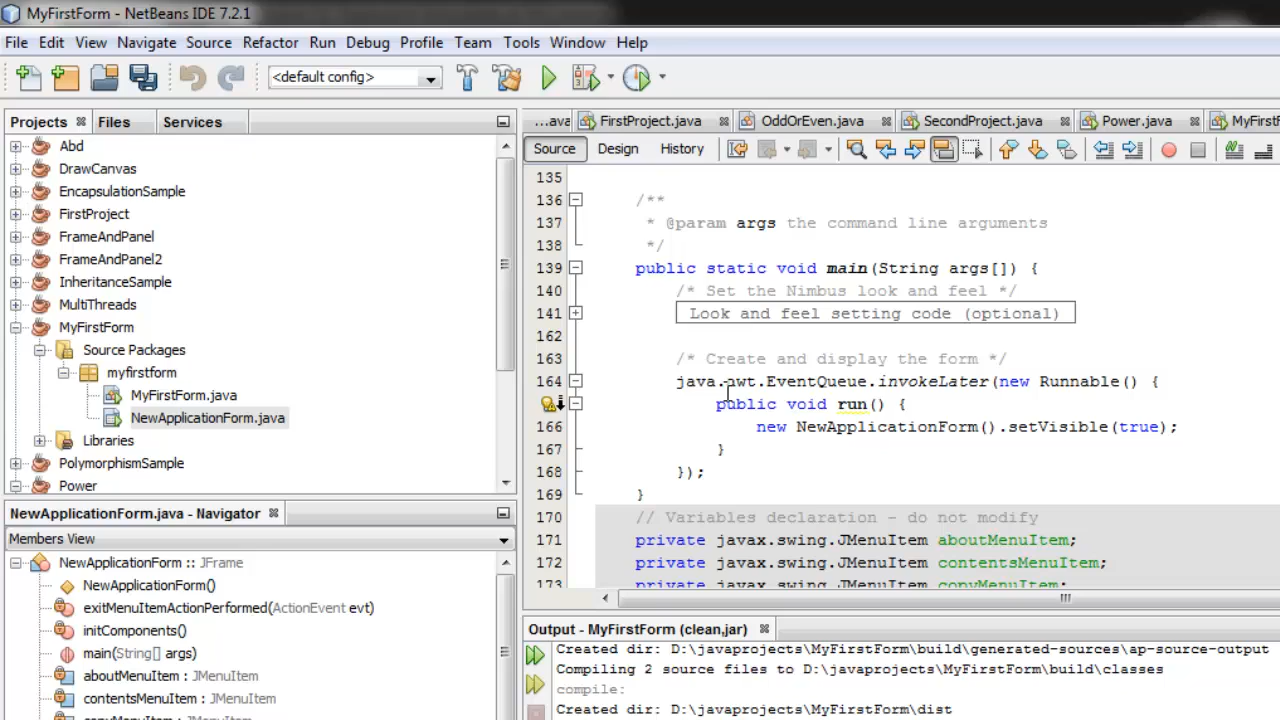 MyFirstForm - NetBeans IDE 7.2.1
File Edit View Navigate Source Refactor Run Debug Profile Team Tools Window Help
<default config>
Projects Files Services
Abd
DrawCanvas
EncapsulationSample
FirstProject
FrameAndPanel
FrameAndPanel2
InheritanceSample
MultiThreads
MyFirstForm
Source Packages
myfirstform
MyFirstForm.java
NewApplicationForm.java
Libraries
PolymorphismSample
Power
NewApplicationForm.java - Navigator
Members View
NewApplicationForm :: JFrame
NewApplicationForm()
exitMenuItemActionPerformed(ActionEvent evt)
initComponents()
main(String[] args)
aboutMenuItem : JMenuItem
contentsMenuItem : JMenuItem
...ava FirstProject.java OddOrEven.java SecondProject.java Power.java MyFirst
Source Design History
135
136 /**
137 * @param args the command line arguments
138 */
139 public static void main(String args[]) {
140 /* Set the Nimbus look and feel */
141 Look and feel setting code (optional)
162
163 /* Create and display the form */
164 java.awt.EventQueue.invokeLater(new Runnable() {
public void run() {
166 new NewApplicationForm().setVisible(true);
167 }
168 });
169 }
170 // Variables declaration - do not modify
171 private javax.swing.JMenuItem aboutMenuItem;
172 private javax.swing.JMenuItem contentsMenuItem;
173 private javax.swing.JMenuItem copyMenuItem;
Output - MyFirstForm (clean,jar)
Created dir: D:\javaprojects\MyFirstForm\build\generated-sources\ap-source-output
Compiling 2 source files to D:\javaprojects\MyFirstForm\build\classes
compile:
Created dir: D:\javaprojects\MyFirstForm\dist